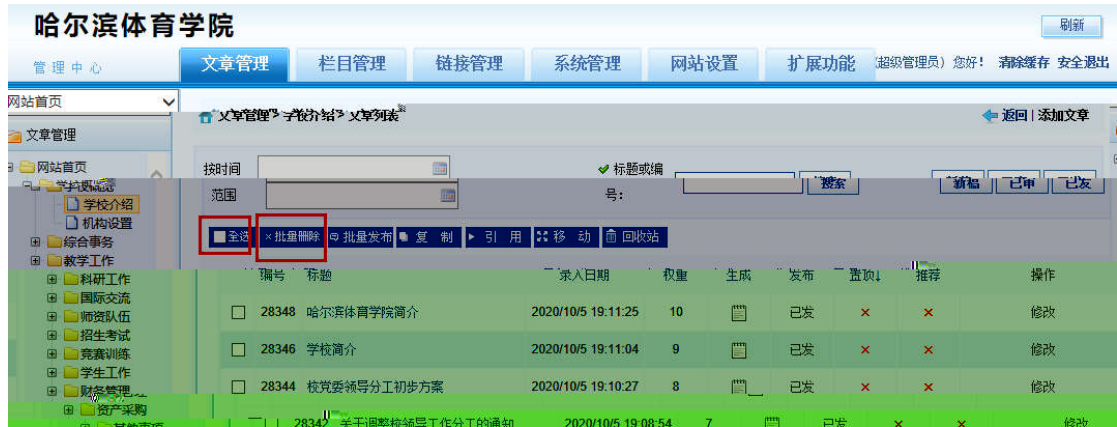 哈尔滨体育学院
刷新
管理中心
文章管理 栏目管理 链接管理 系统管理 网站设置 扩展功能 超级管理员）您好！ 清除缓存 安全退出
网站首页
文章管理> 学校介绍> 文章列表
返回 | 添加文章
文章管理
网站首页
按时间
范围
标题或编
号：
搜索
新稿 已审 已发
学校概况
学校介绍
机构设置
综合事务
教学工作
科研工作
国际交流
师资队伍
招生考试
竞赛训练
学生工作
财务管理
资产采购
全选 ×批量删除 批量发布 复 制 引 用 移 动 回收站
编号 标题 录入日期 权重 生成 发布 置顶↓ 推荐 操作
28348 哈尔滨体育学院简介 2020/10/5 19:11:25 10 已发 × × 修改
28346 学校简介 2020/10/5 19:11:04 9 已发 × × 修改
28344 校党委领导分工初步方案 2020/10/5 19:10:27 8 已发 × × 修改
28342 关于调整校领导工作分工的通知 2020/10/5 19:08:54 7 已发 × × 修改